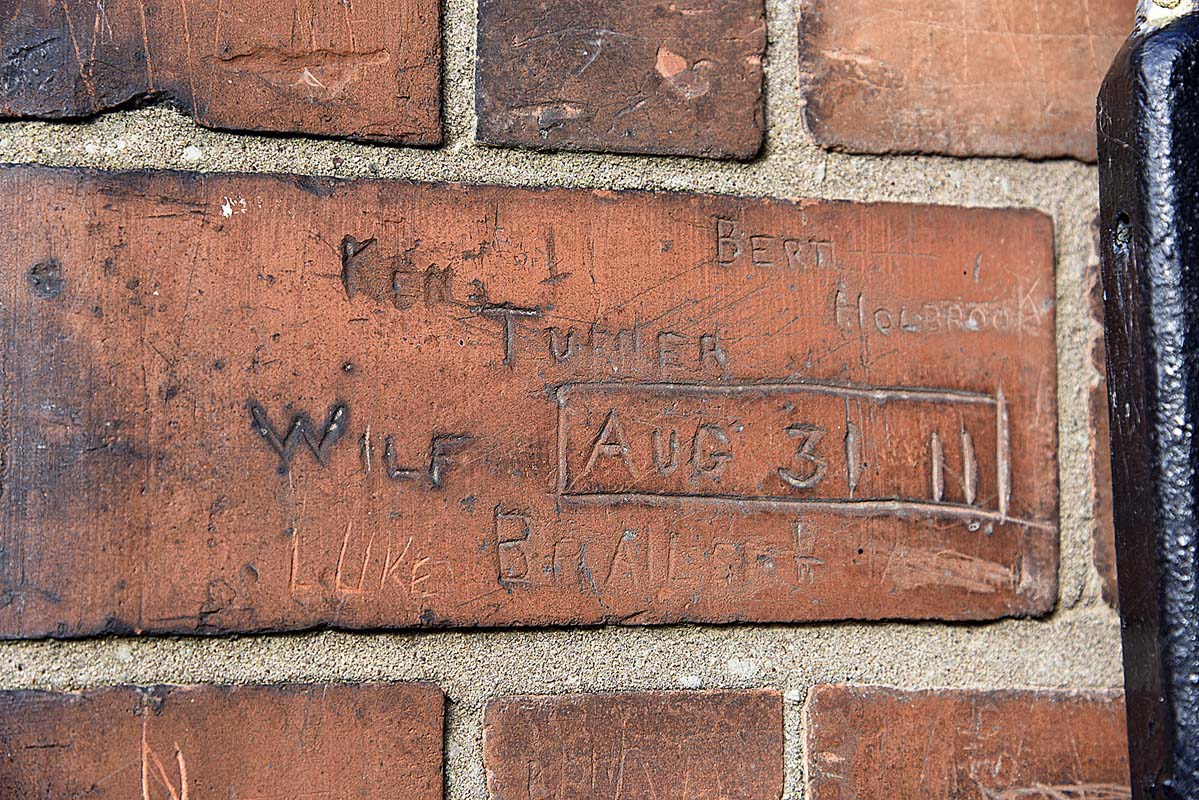 KEN
TURNER
BERT
HOLBROOK
WILF
AUG 31 11
LUKE